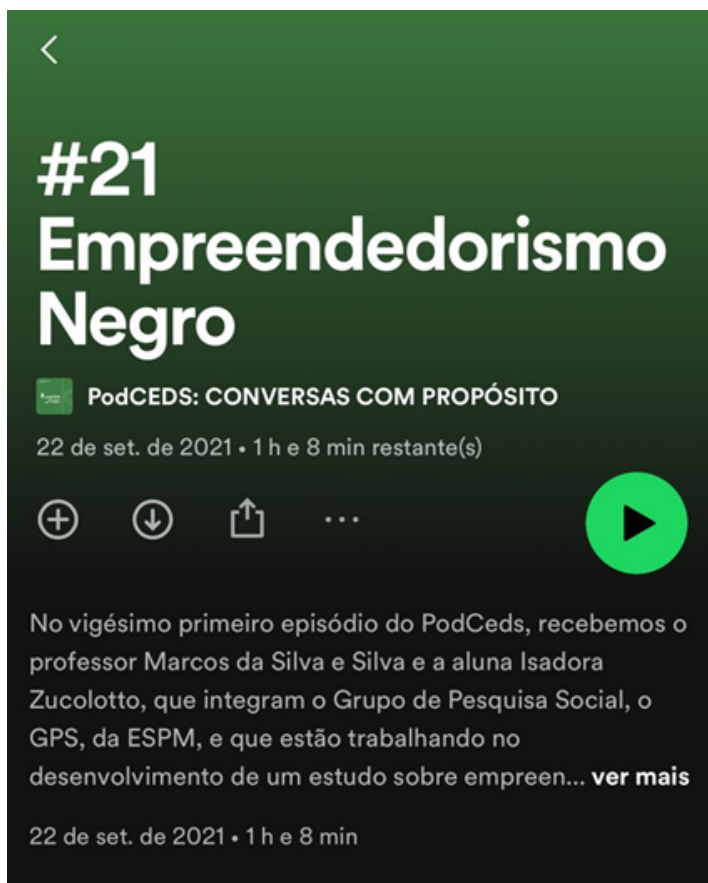 #21
Empreendedorismo
Negro
PodCEDS: CONVERSAS COM PROPÓSITO
22 de set. de 2021 • 1 h e 8 min restante(s)
No vigésimo primeiro episódio do PodCeds, recebemos o
professor Marcos da Silva e Silva e a aluna Isadora
Zucolotto, que integram o Grupo de Pesquisa Social, o
GPS, da ESPM, e que estão trabalhando no
desenvolvimento de um estudo sobre empreen... ver mais
22 de set. de 2021 • 1 h e 8 min